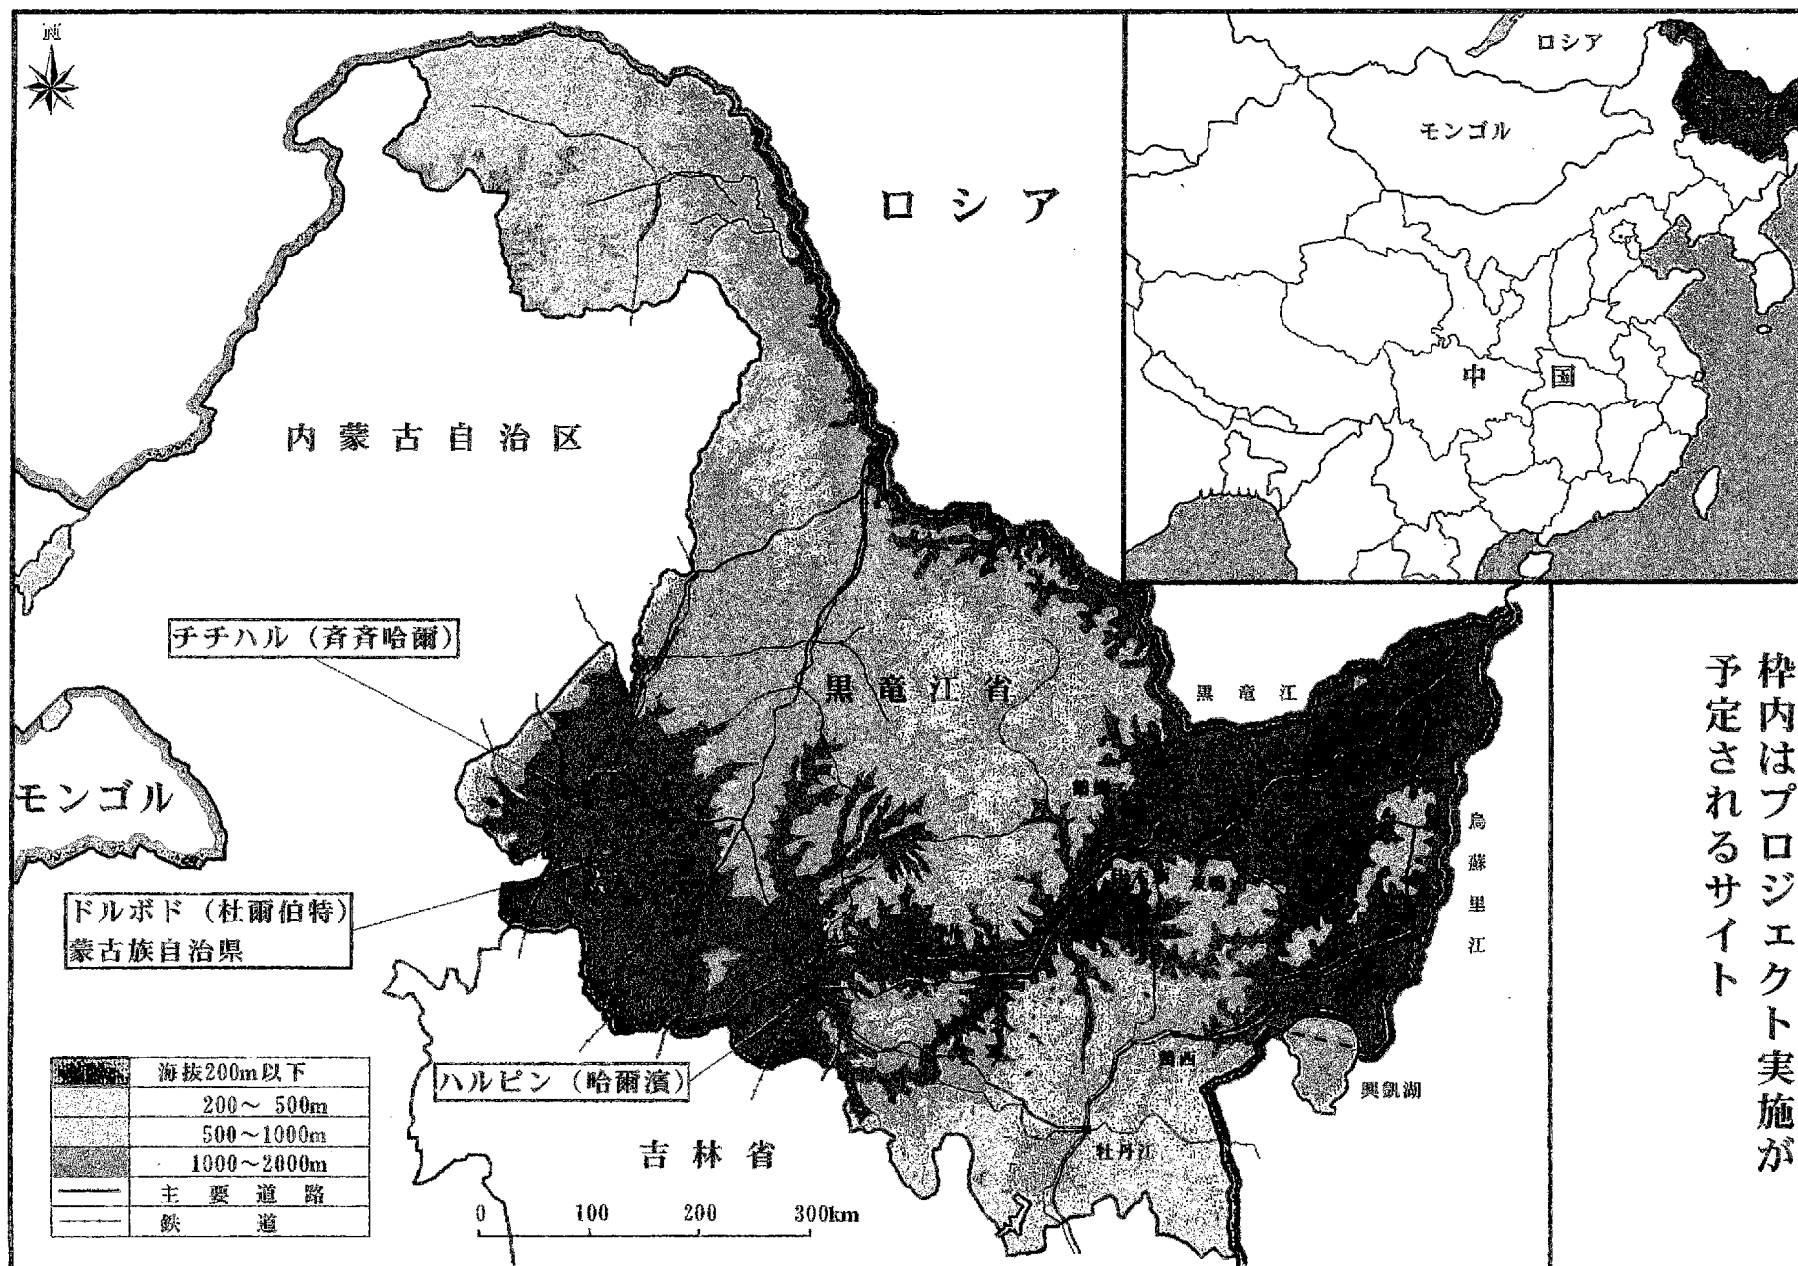 N
ロシア
モンゴル
中国
ロシア
内蒙古自治区
チチハル（斉斉哈爾）
黒竜江省
黒竜江
モンゴル
烏蘇里江
ドルボド（杜爾伯特）
蒙古族自治県
ハルピン（哈爾濱）
鶏西
興凱湖
牡丹江
吉林省
海抜200m以下
200～ 500m
500～1000m
1000～2000m
主要道路
鉄道
0 100 200 300km
枠内はプロジェクト実施が
予定されるサイト